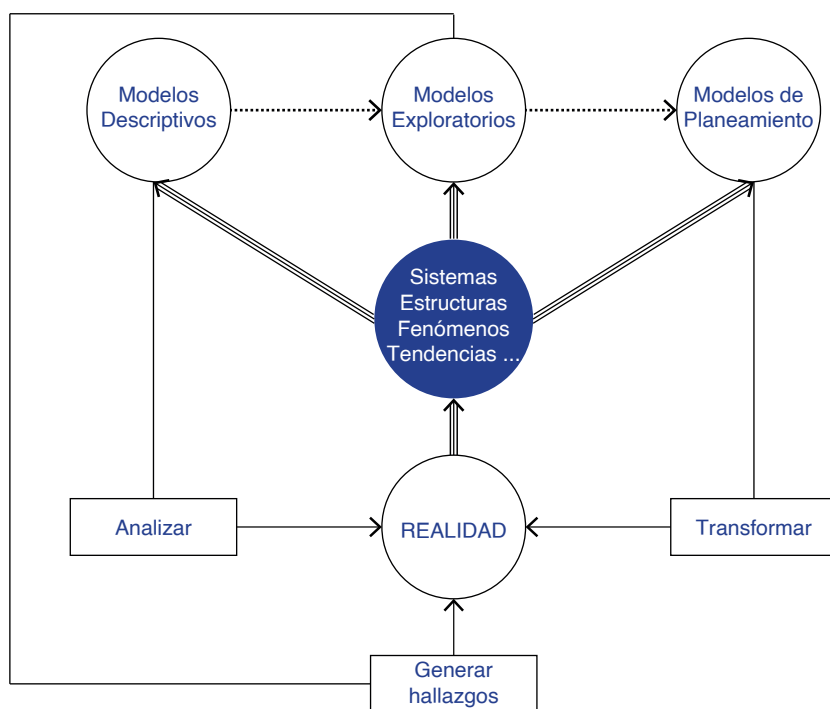 Modelos
Descriptivos
Modelos
Exploratorios
Modelos de
Planeamiento
Sistemas
Estructuras
Fenómenos
Tendencias ...
Analizar
REALIDAD
Transformar
Generar
hallazgos